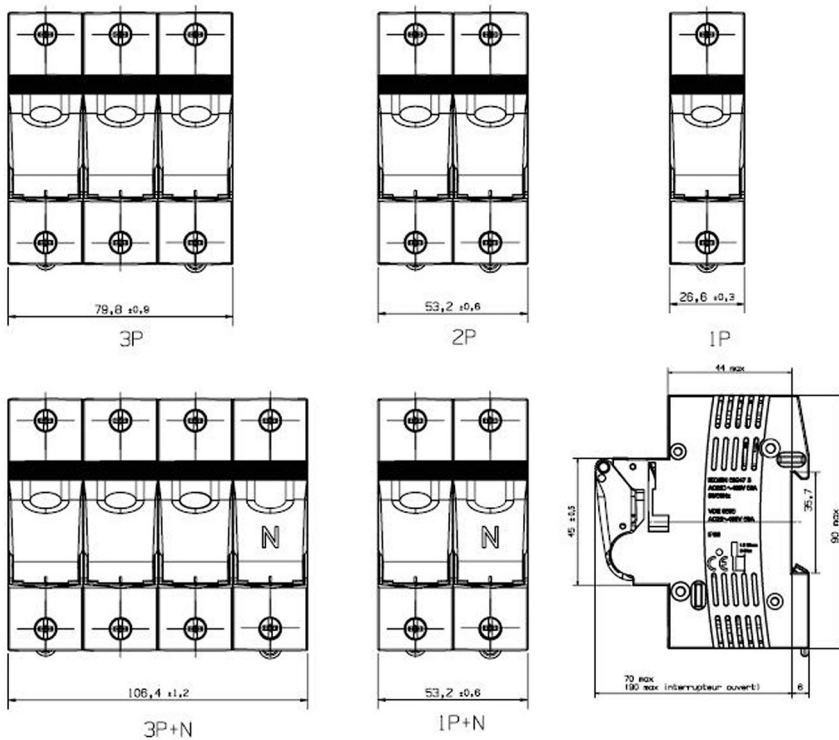 79,8 ±0,9
3P
53,2 ±0,6
2P
26,6 ±0,3
1P
N
106,4 ±1,2
3P+N
N
53,2 ±0,6
1P+N
44 max
45 ±0,5
35,7
90 max
CE
70 max
(90 max interrupteur ouvert)
6